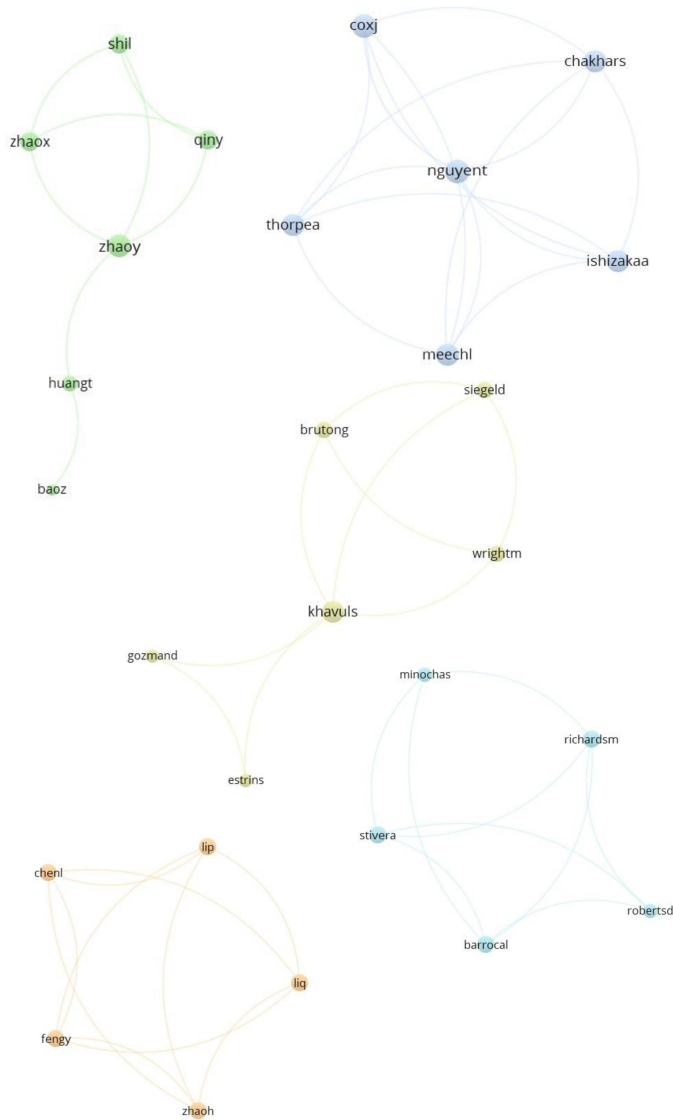 coxj
shil
chakhars
zhaox
qiny
nguyent
thorpea
zhaoy
ishizakaa
meechl
huangt
siegeld
brutong
baoz
wrightm
khavuls
gozmand
minochas
richardsm
estrins
stivera
lip
chenl
robertsd
barrocal
liq
fengy
zhaoh